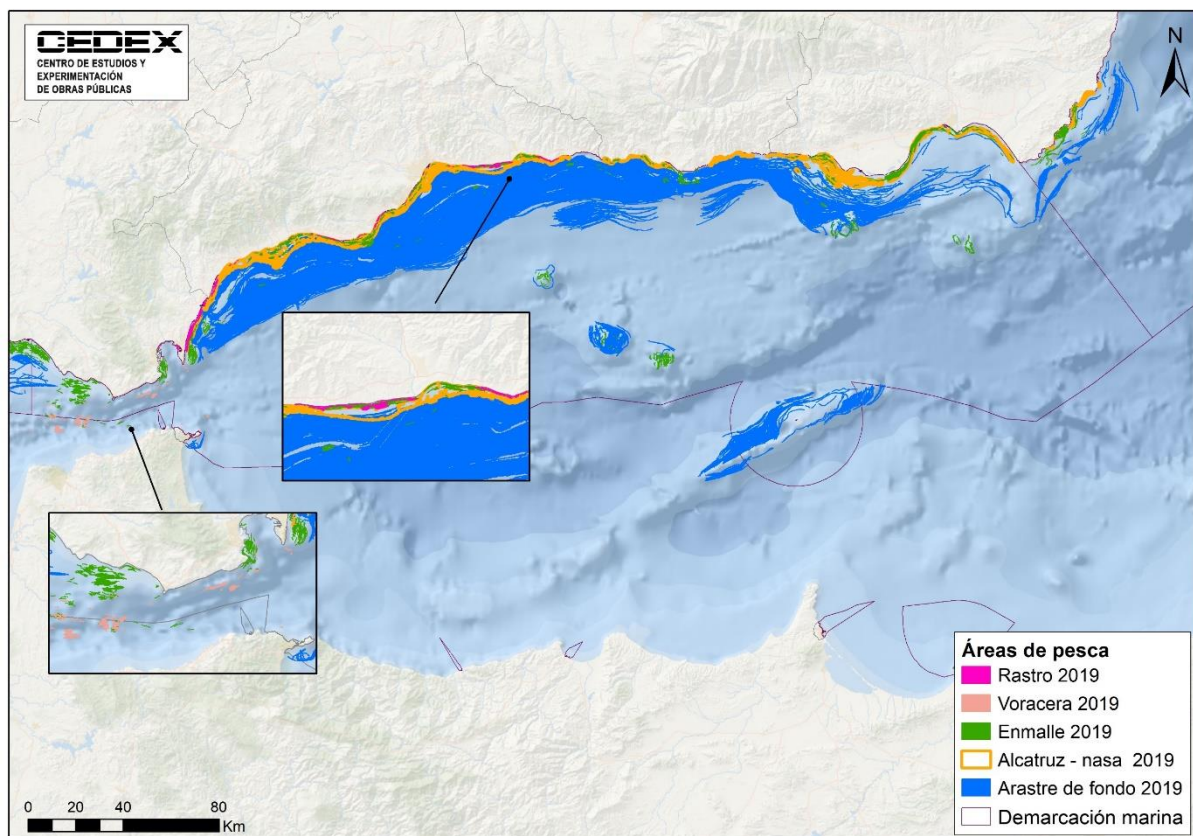 CEDEX
CENTRO DE ESTUDIOS Y
EXPERIMENTACIÓN
DE OBRAS PÚBLICAS
N
Áreas de pesca
Rastro 2019
Voracera 2019
Enmalle 2019
Alcatruz - nasa 2019
Arastre de fondo 2019
Demarcación marina
0 20 40 80
Km